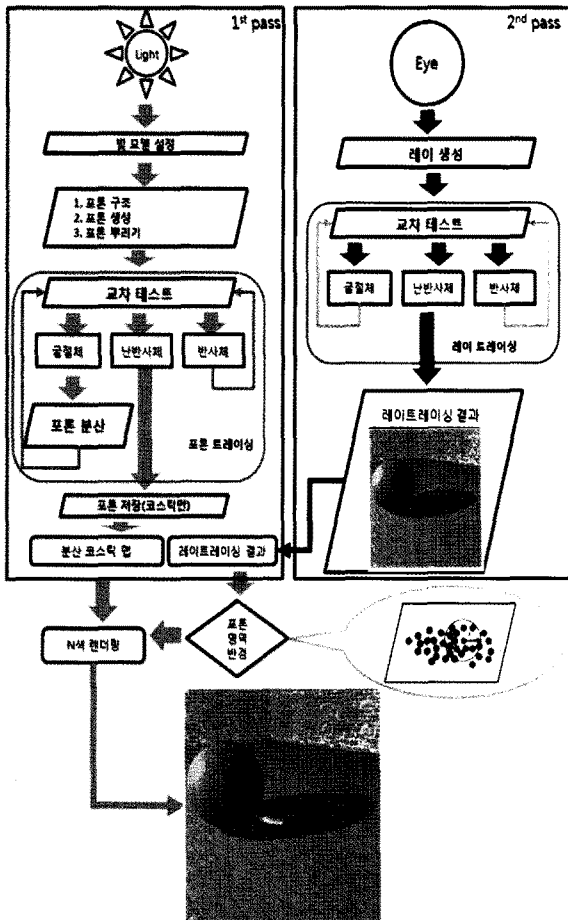 1st pass
Light
빛 모델 설정
1. 포톤 구조
2. 포톤 생성
3. 포톤 뿌리기
교차 테스트
굴절체
난반사체
반사체
포톤 분산
포톤 트레이싱
포톤 저장(코스틱만)
분산 코스틱 맵
레이트레이싱 결과
2nd pass
Eye
레이 생성
교차 테스트
굴절체
난반사체
반사체
레이 트레이싱
레이트레이싱 결과
포톤
영역
반경
N색 렌더링